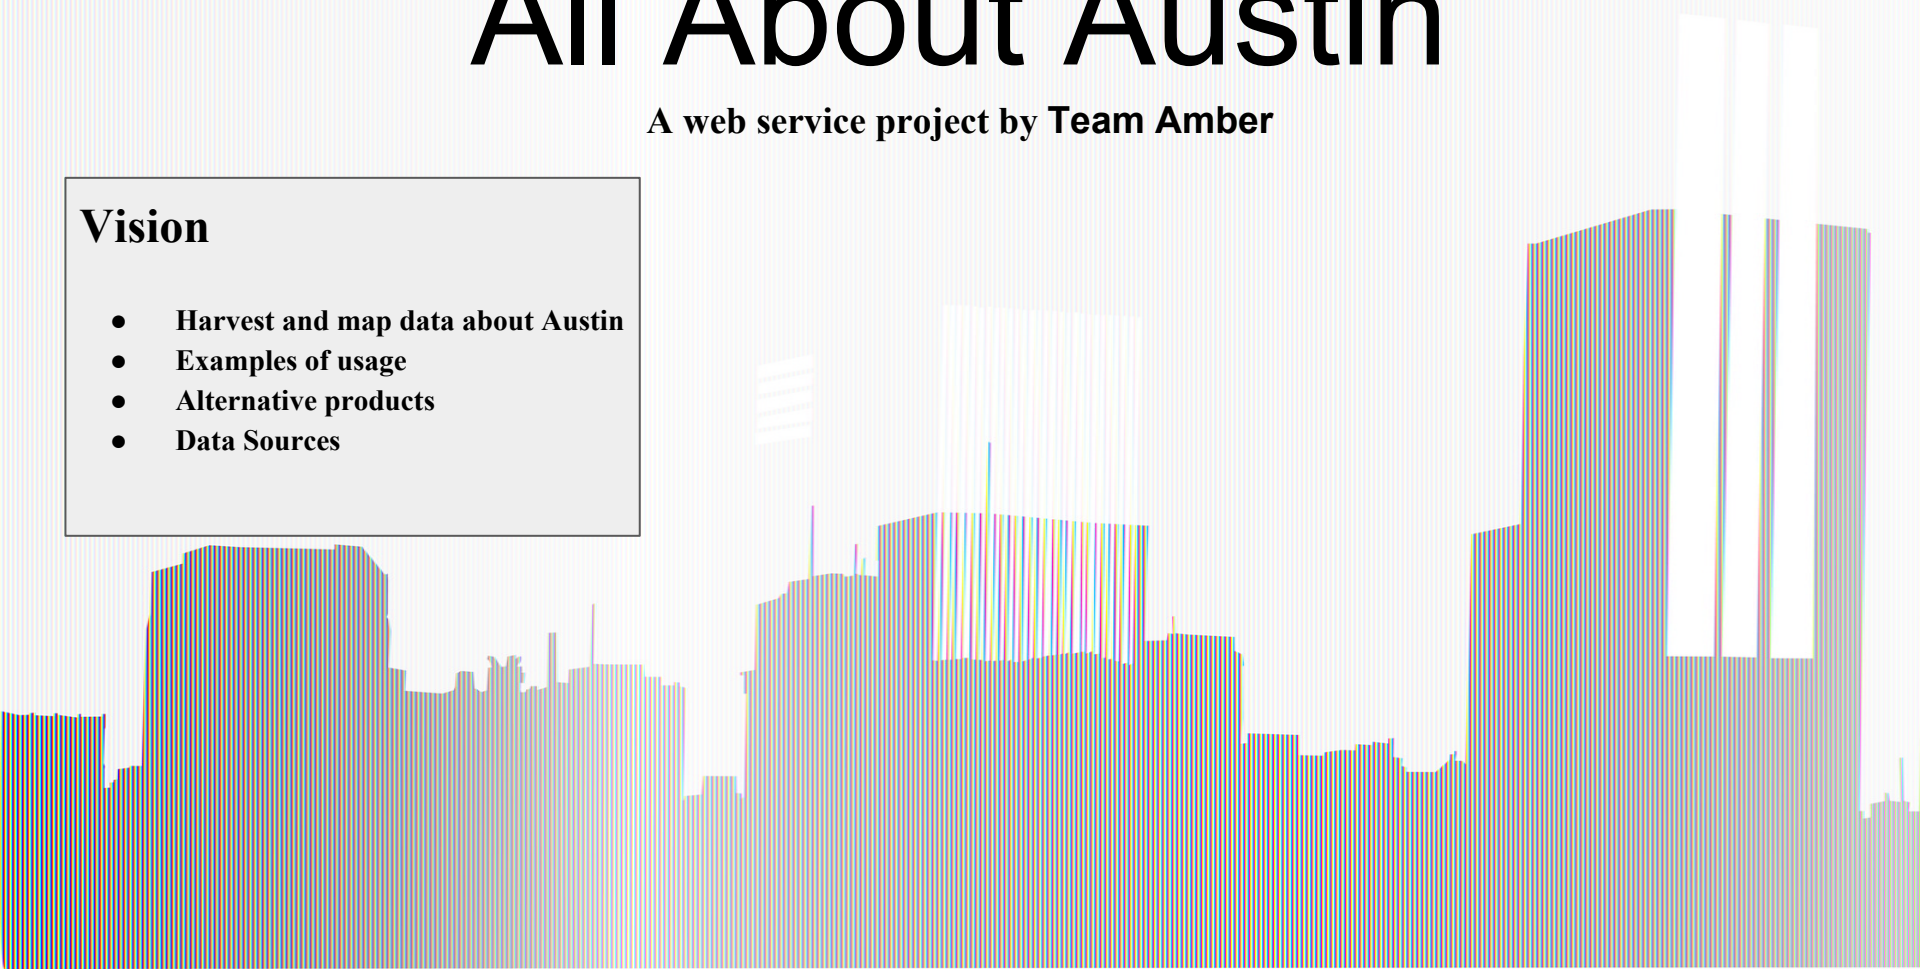 All About Austin
A web service project by Team Amber
Vision
● Harvest and map data about Austin
● Examples of usage
● Alternative products
● Data Sources